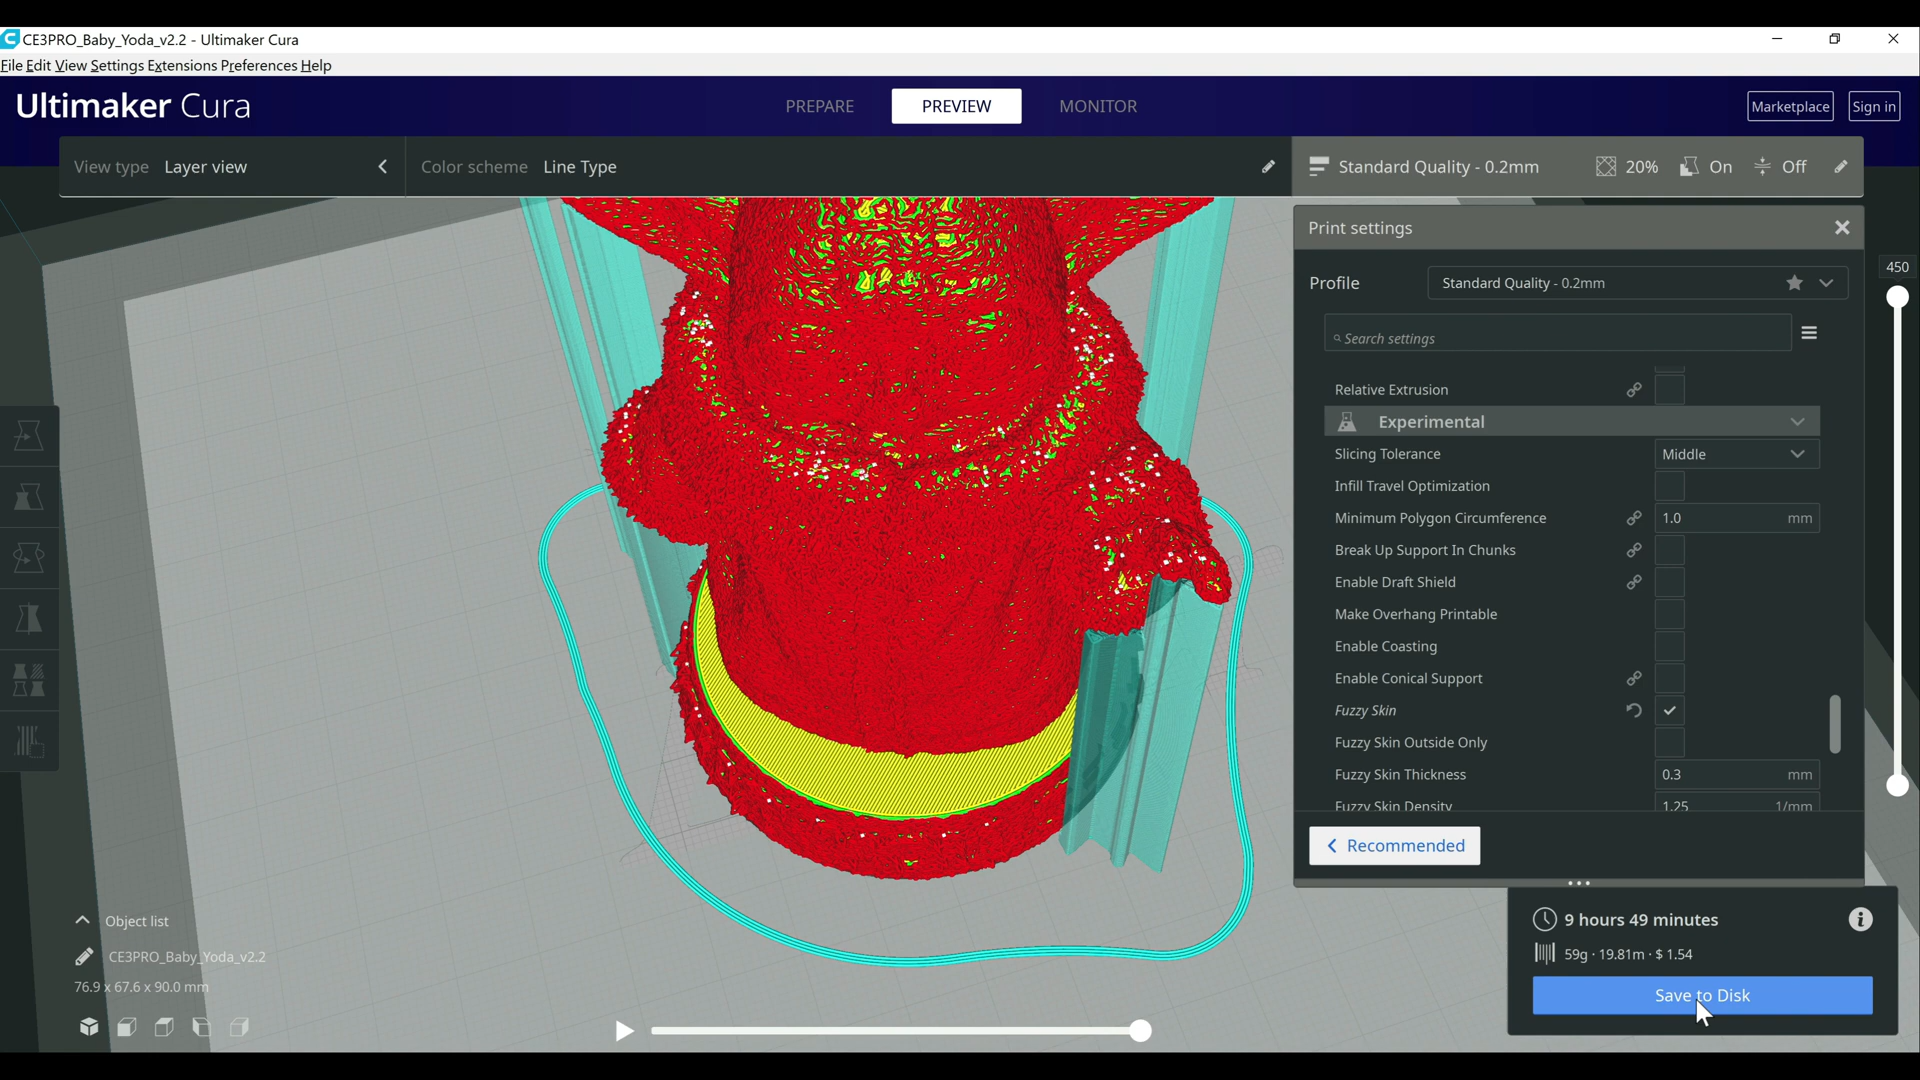 CE3PRO_Baby_Yoda_v2.2 - Ultimaker Cura
File Edit View Settings Extensions Preferences Help
Ultimaker Cura
PREPARE
PREVIEW
MONITOR
Marketplace
Sign in
View type Layer view
Color scheme Line Type
Standard Quality - 0.2mm
20%
On
Off
Print settings
450
Profile
Standard Quality - 0.2mm
Search settings
Relative Extrusion
Experimental
Slicing Tolerance
Middle
Infill Travel Optimization
Minimum Polygon Circumference
1.0 mm
Break Up Support In Chunks
Enable Draft Shield
Make Overhang Printable
Enable Coasting
Enable Conical Support
Fuzzy Skin
Fuzzy Skin Outside Only
Fuzzy Skin Thickness
0.3 mm
Fuzzy Skin Density
1.25 1/mm
Recommended
Object list
CE3PRO_Baby_Yoda_v2.2
76.9 x 67.6 x 90.0 mm
9 hours 49 minutes
59g · 19.81m · $ 1.54
Save to Disk